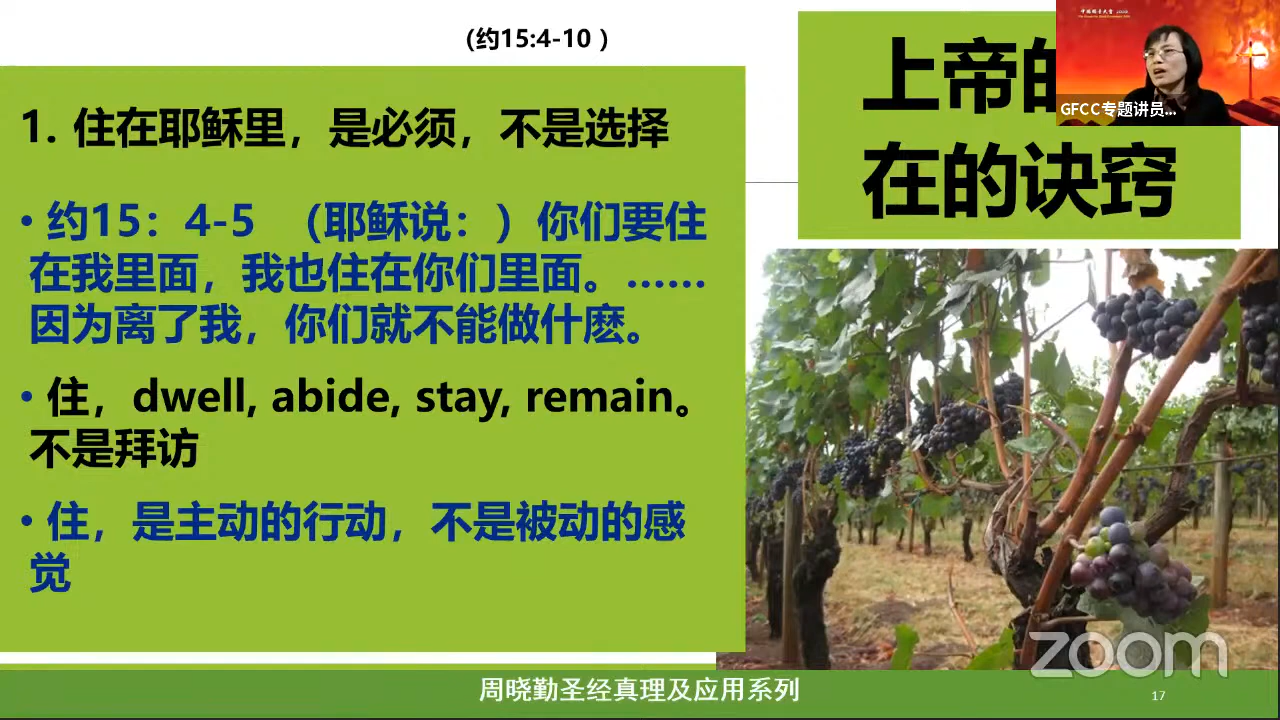 (约15:4-10 )
上帝的
在的诀窍
GFCC专题讲员...
1. 住在耶稣里，是必须，不是选择
• 约15：4-5 （耶稣说：）你们要住
在我里面，我也住在你们里面。……
因为离了我，你们就不能做什麽。
• 住，dwell, abide, stay, remain。
不是拜访
• 住，是主动的行动，不是被动的感
觉
zoom
周晓勤圣经真理及应用系列
17